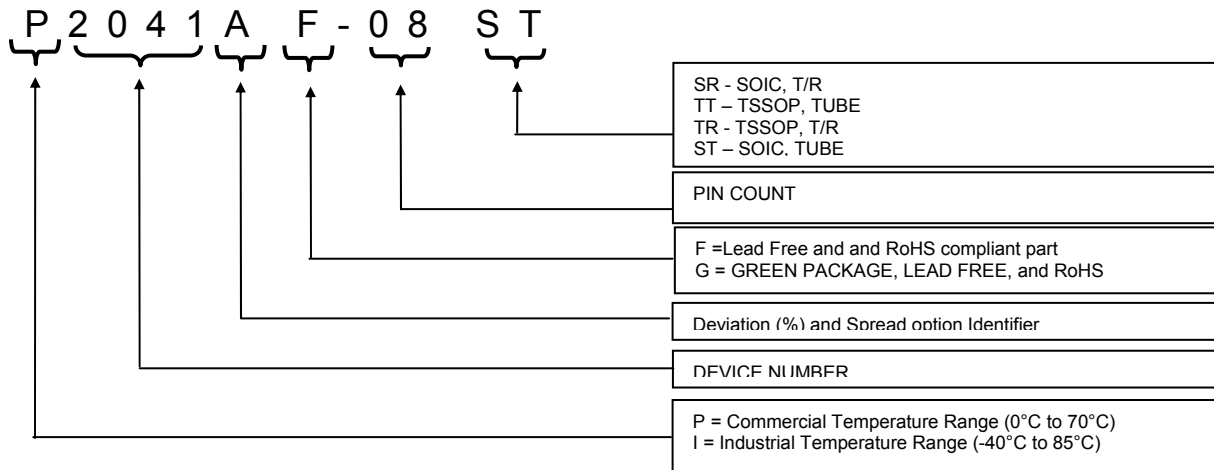 P 2 0 4 1 A F - 0 8 S T
SR - SOIC, T/R
TT – TSSOP, TUBE
TR - TSSOP, T/R
ST – SOIC, TUBE
PIN COUNT
F =Lead Free and and RoHS compliant part
G = GREEN PACKAGE, LEAD FREE, and RoHS
Deviation (%) and Spread option Identifier
DEVICE NUMBER
P = Commercial Temperature Range (0°C to 70°C)
I = Industrial Temperature Range (-40°C to 85°C)